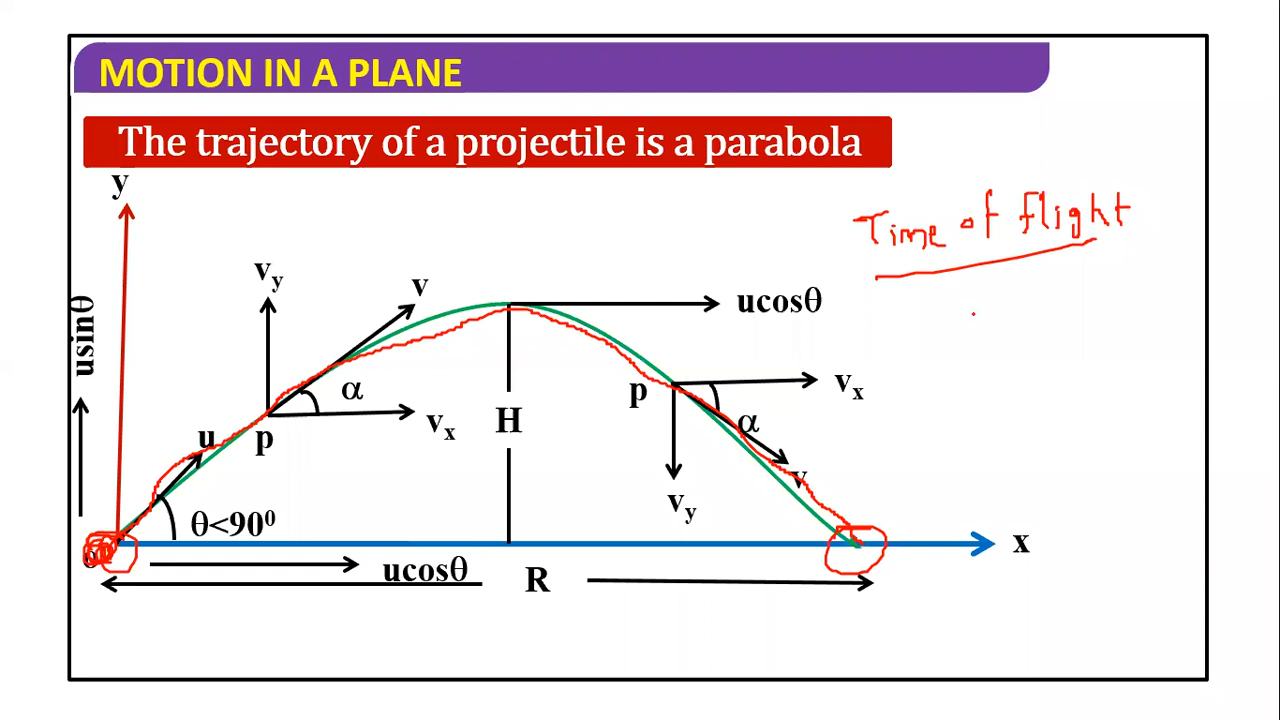 MOTION IN A PLANE
The trajectory of a projectile is a parabola
y
Time of flight
usinθ
vy
v
ucosθ
α
vx
H
p
vx
u
p
α
v
vy
θ<90⁰
x
ucosθ
R